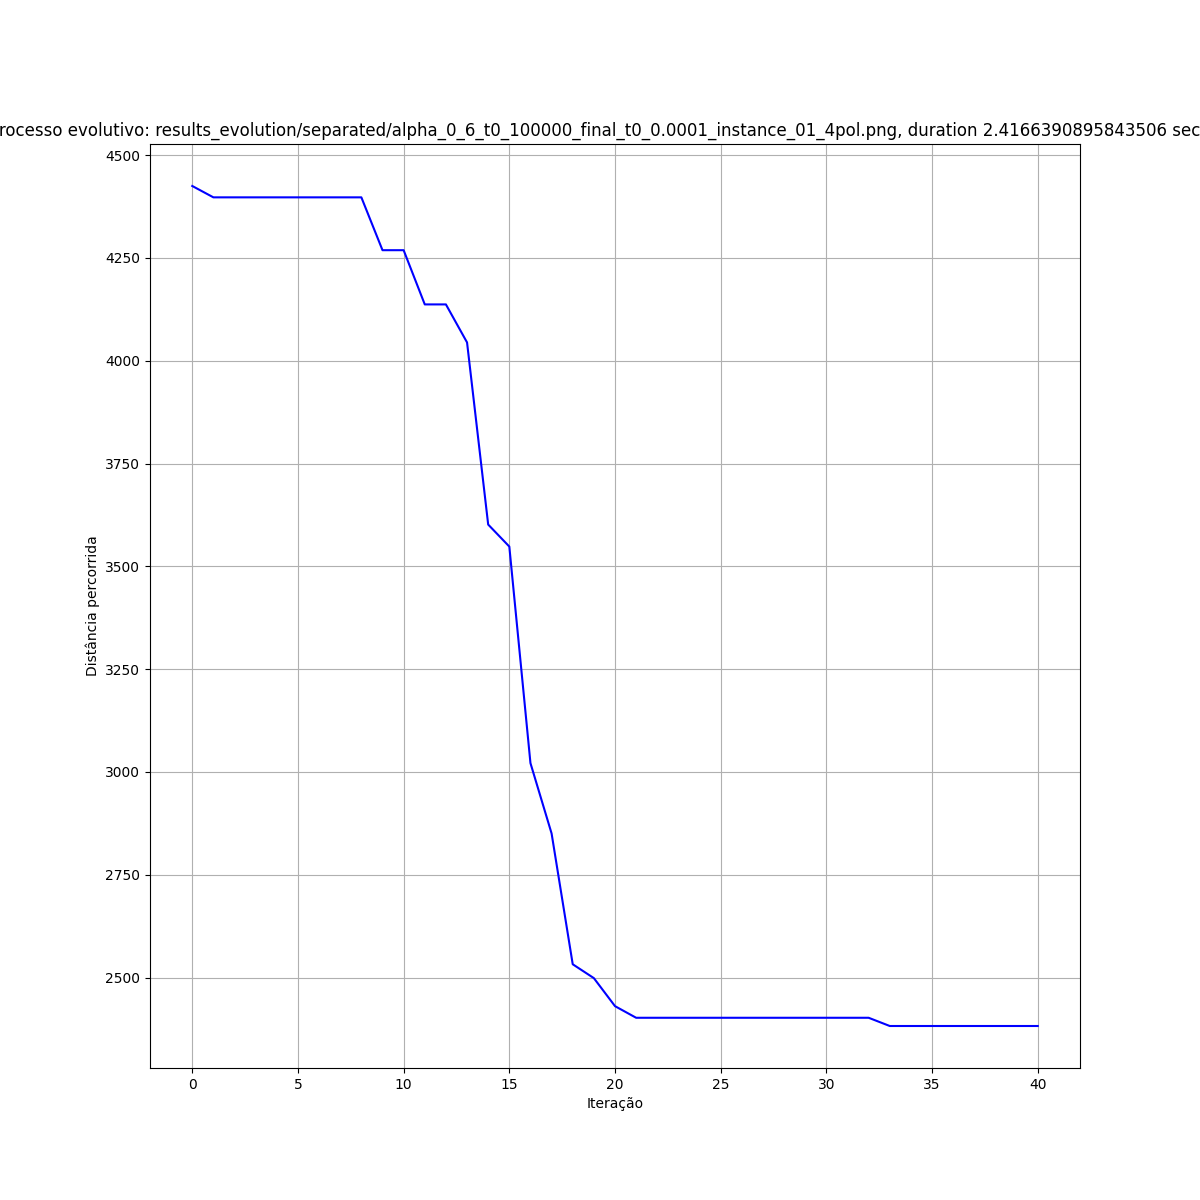 rocesso evolutivo: results_evolution/separated/alpha_0_6_t0_100000_final_t0_0.0001_instance_01_4pol.png, duration 2.4166390895843506 sec
4500
4250
4000
3750
3500
3250
3000
2750
2500
Distância percorrida
0 5 10 15 20 25 30 35 40
Iteração